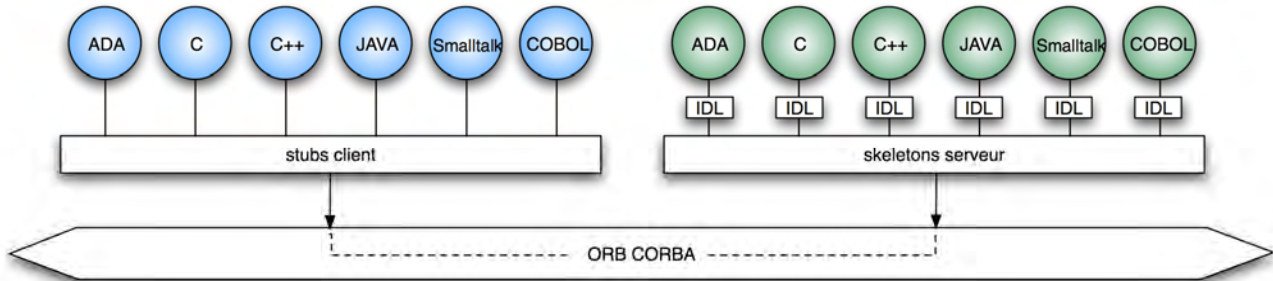 ADA C C++ JAVA Smalltalk COBOL ADA C C++ JAVA Smalltalk COBOL
IDL IDL IDL IDL IDL IDL
stubs client skeletons serveur
ORB CORBA